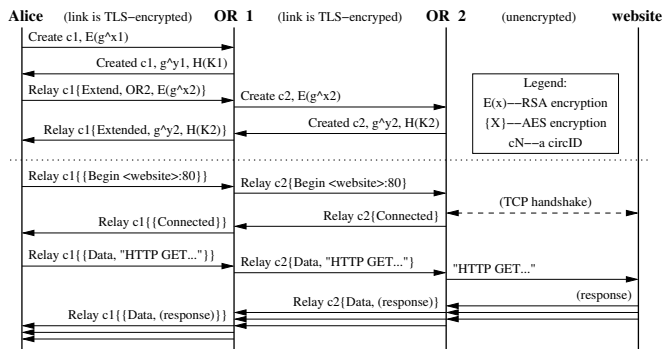 Alice (link is TLS-encrypted) OR 1 (link is TLS-encrypted) OR 2 (unencrypted) website
Create c1, E(g^x1)
Created c1, g^y1, H(K1)
Relay c1{Extend, OR2, E(g^x2)}
Create c2, E(g^x2)
Created c2, g^y2, H(K2)
Relay c1{Extended, g^y2, H(K2)}
Legend:
E(x)−−RSA encryption
{X}−−AES encryption
cN−−a circID
Relay c1{{Begin <website>:80}}
Relay c2{Begin <website>:80}
(TCP handshake)
Relay c2{Connected}
Relay c1{{Connected}}
Relay c1{{Data, "HTTP GET..."}}
Relay c2{Data, "HTTP GET..."}
"HTTP GET..."
(response)
Relay c2{Data, (response)}
Relay c1{{Data, (response)}}